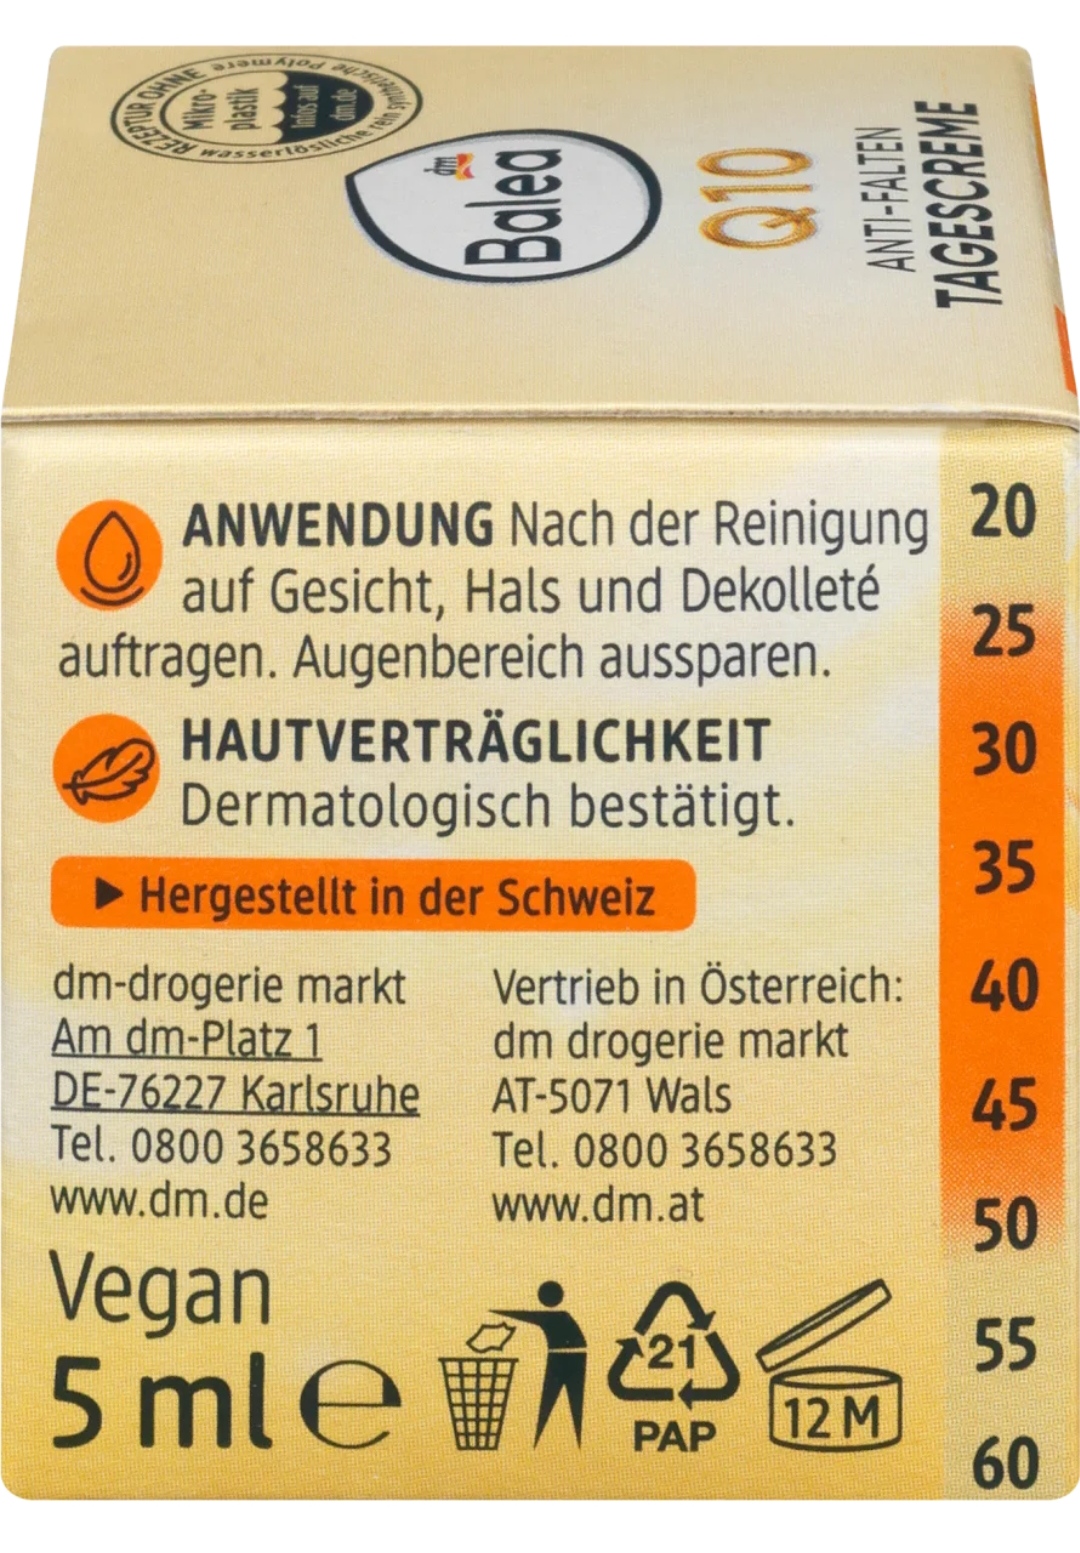 REZEPTUR OHNE
wasserlösliche rein synthetische Polymere
Mikro-
plastik
Infos auf
dm.de
dm
Balea
Q10
ANTI-FALTEN
TAGESCREME
ANWENDUNG Nach der Reinigung
auf Gesicht, Hals und Dekolleté
auftragen. Augenbereich aussparen.
HAUTVERTRÄGLICHKEIT
Dermatologisch bestätigt.
▶ Hergestellt in der Schweiz
dm-drogerie markt
Am dm-Platz 1
DE-76227 Karlsruhe
Tel. 0800 3658633
www.dm.de
Vertrieb in Österreich:
dm drogerie markt
AT-5071 Wals
Tel. 0800 3658633
www.dm.at
Vegan
5 ml e
21
PAP
12 M
20
25
30
35
40
45
50
55
60